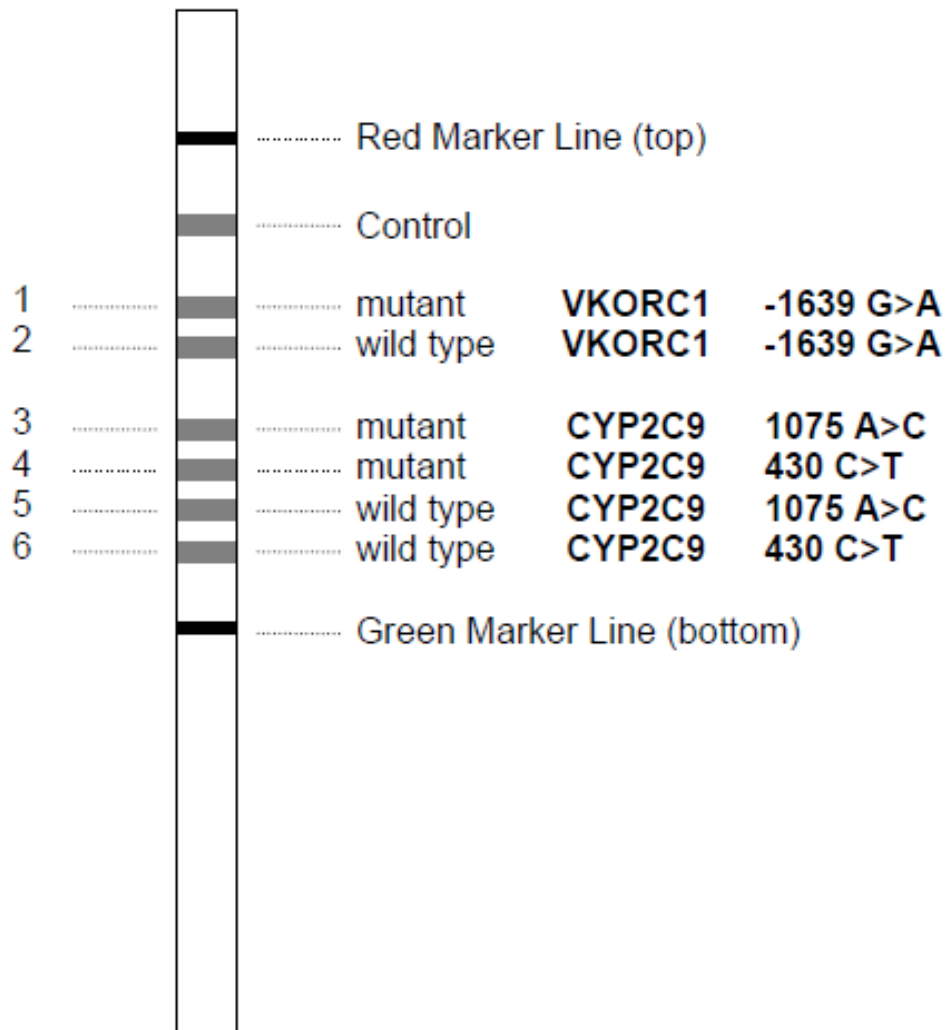 Red Marker Line (top)
Control
1 mutant VKORC1 -1639 G>A
2 wild type VKORC1 -1639 G>A
3 mutant CYP2C9 1075 A>C
4 mutant CYP2C9 430 C>T
5 wild type CYP2C9 1075 A>C
6 wild type CYP2C9 430 C>T
Green Marker Line (bottom)